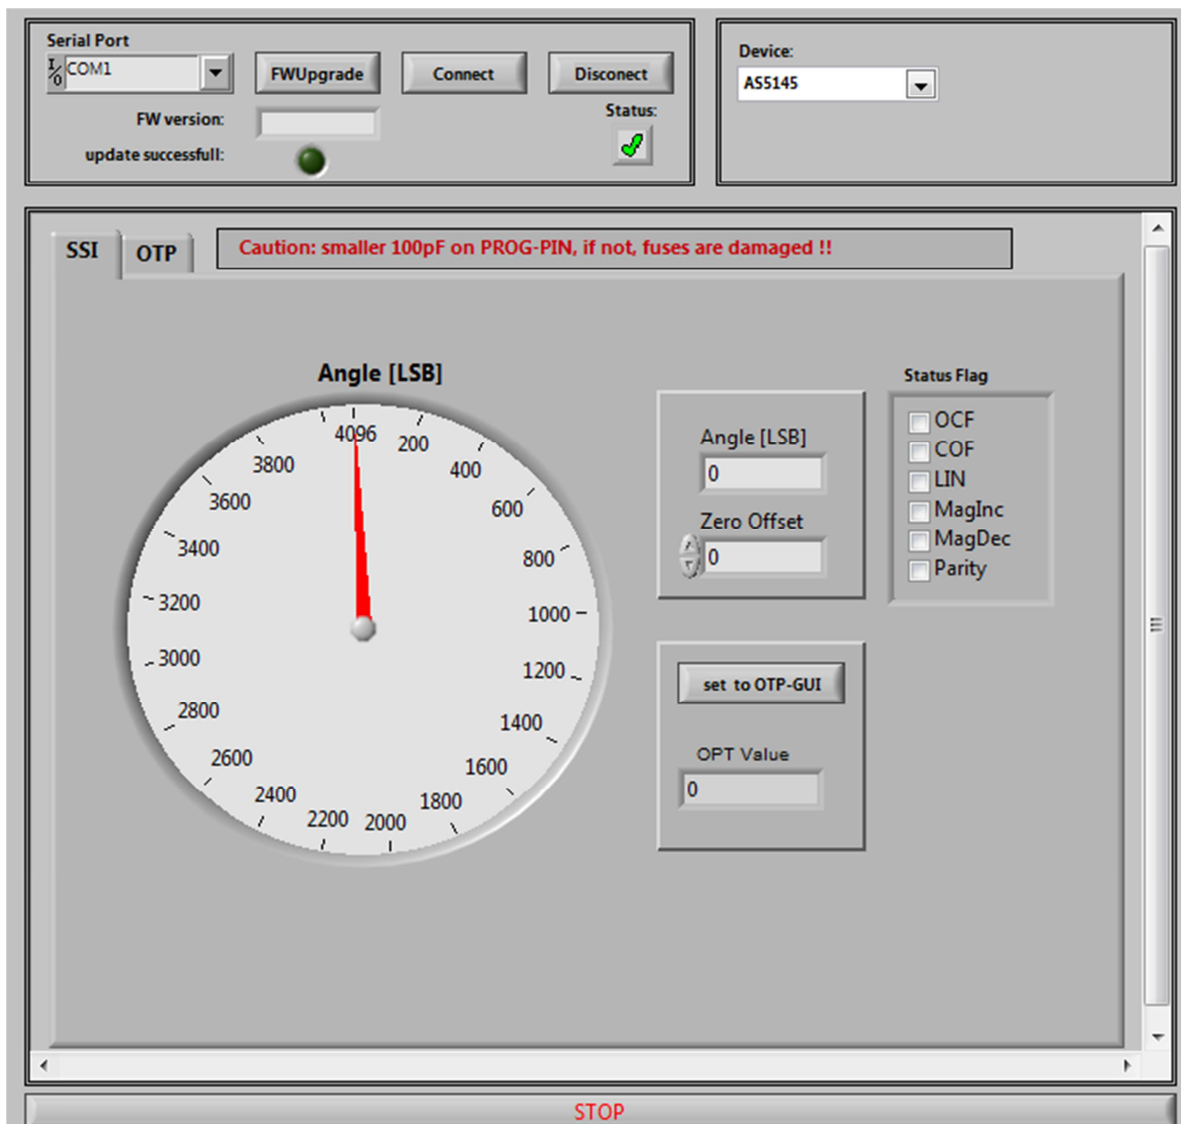 Serial Port
I/O COM1
FWUpgrade
Connect
Disconect
FW version:
Status:
update successfull:
Device:
AS5145
SSI
OTP
Caution: smaller 100pF on PROG-PIN, if not, fuses are damaged !!
Angle [LSB]
4096
200
400
600
800
1000
1200
1400
1600
1800
2000
2200
2400
2600
2800
3000
3200
3400
3600
3800
Angle [LSB]
0
Zero Offset
0
Status Flag
OCF
COF
LIN
MagInc
MagDec
Parity
set to OTP-GUI
OPT Value
0
STOP